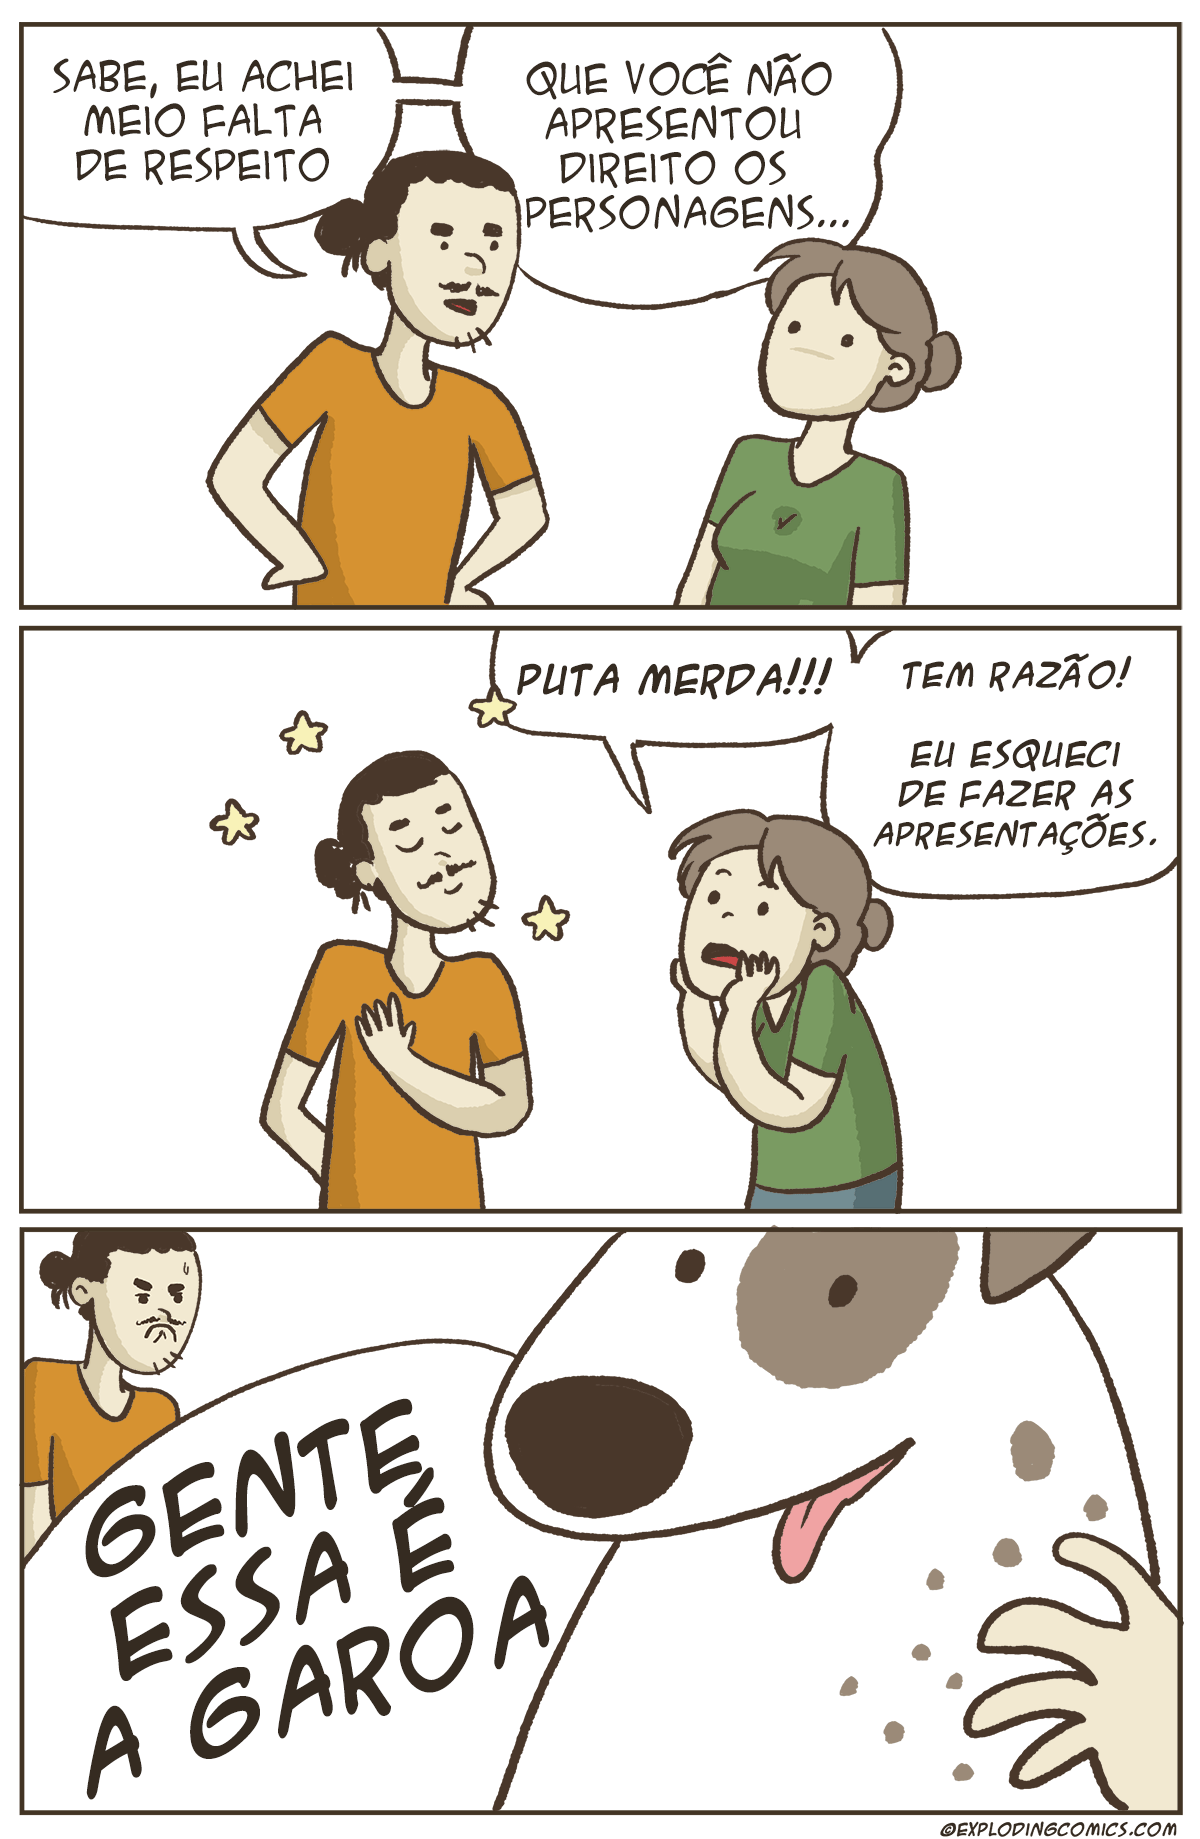 SABE, EU ACHEI
MEIO FALTA
DE RESPEITO
QUE VOCÊ NÃO
APRESENTOU
DIREITO OS
PERSONAGENS...
PUTA MERDA!!!
TEM RAZÃO!
EU ESQUECI
DE FAZER AS
APRESENTAÇÕES.
GENTE
ESSA É
A GAROA
©EXPLODINGCOMICS.COM